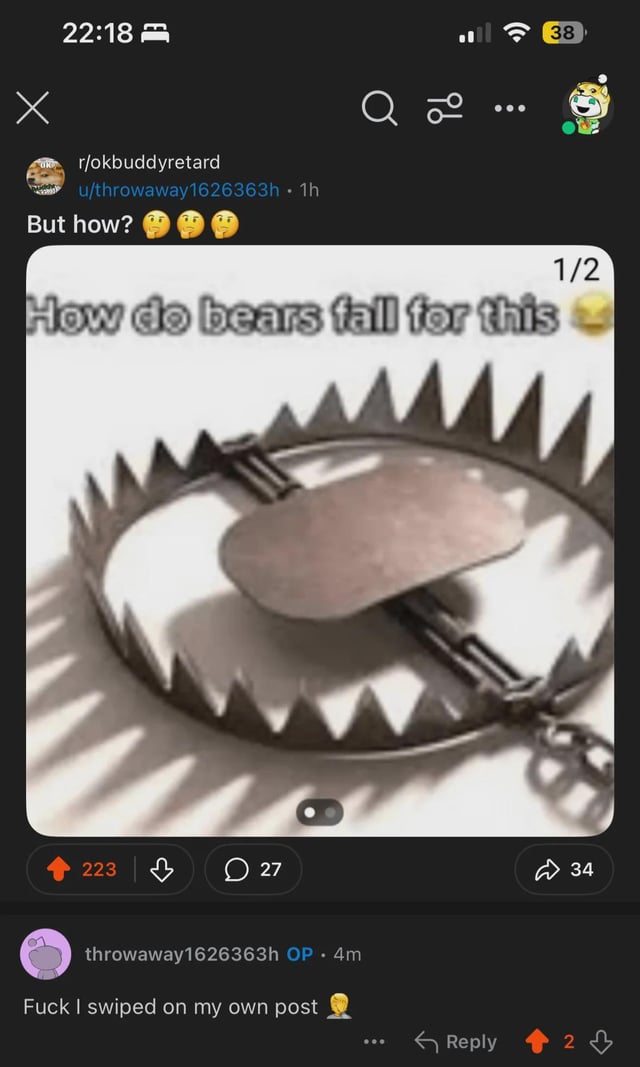 22:18
38
r/okbuddyretard
u/throwaway1626363h • 1h
But how? 🤔🤔🤔
1/2
How do bears fall for this 😂
223
27
34
throwaway1626363h OP • 4m
Fuck I swiped on my own post 🤦
Reply
2